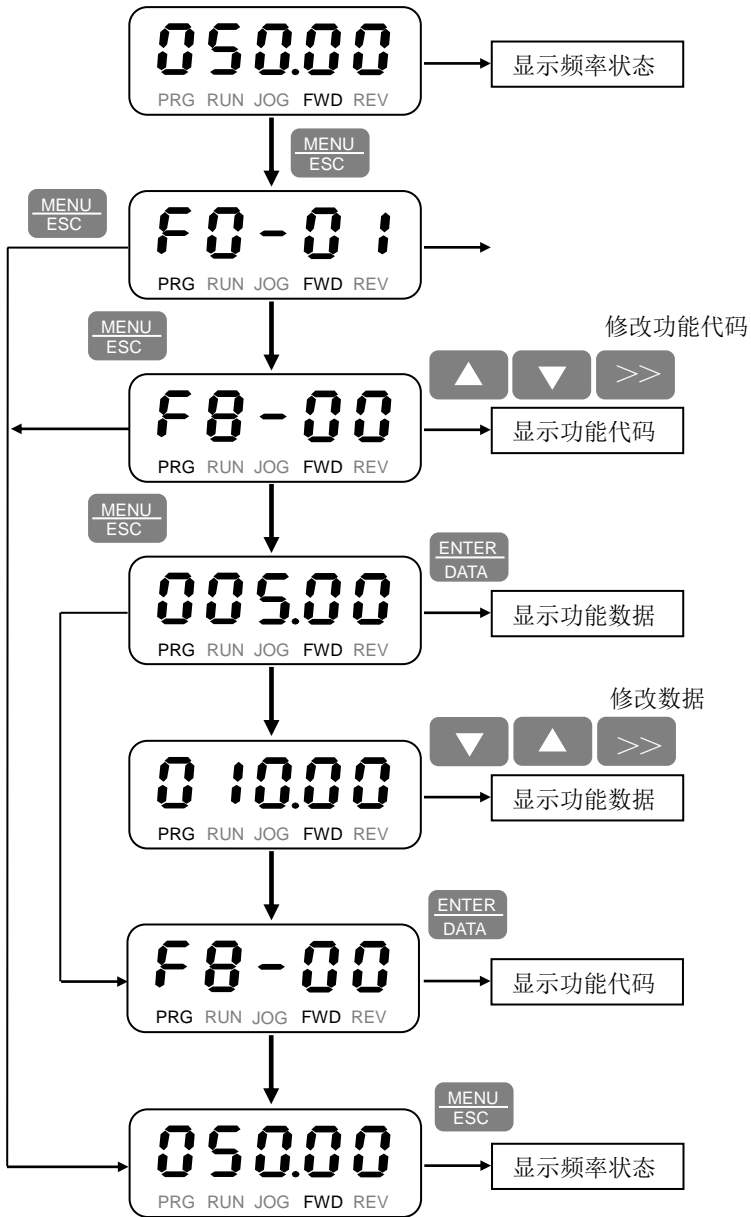 050.00
显示频率状态
PRG RUN JOG FWD REV
MENU
ESC
MENU
ESC
F0-01
PRG RUN JOG FWD REV
MENU
ESC
修改功能代码
>>
F8-00
显示功能代码
PRG RUN JOG FWD REV
MENU
ESC
ENTER
DATA
005.00
显示功能数据
PRG RUN JOG FWD REV
修改数据
>>
010.00
显示功能数据
PRG RUN JOG FWD REV
ENTER
DATA
F8-00
显示功能代码
PRG RUN JOG FWD REV
MENU
ESC
050.00
显示频率状态
PRG RUN JOG FWD REV